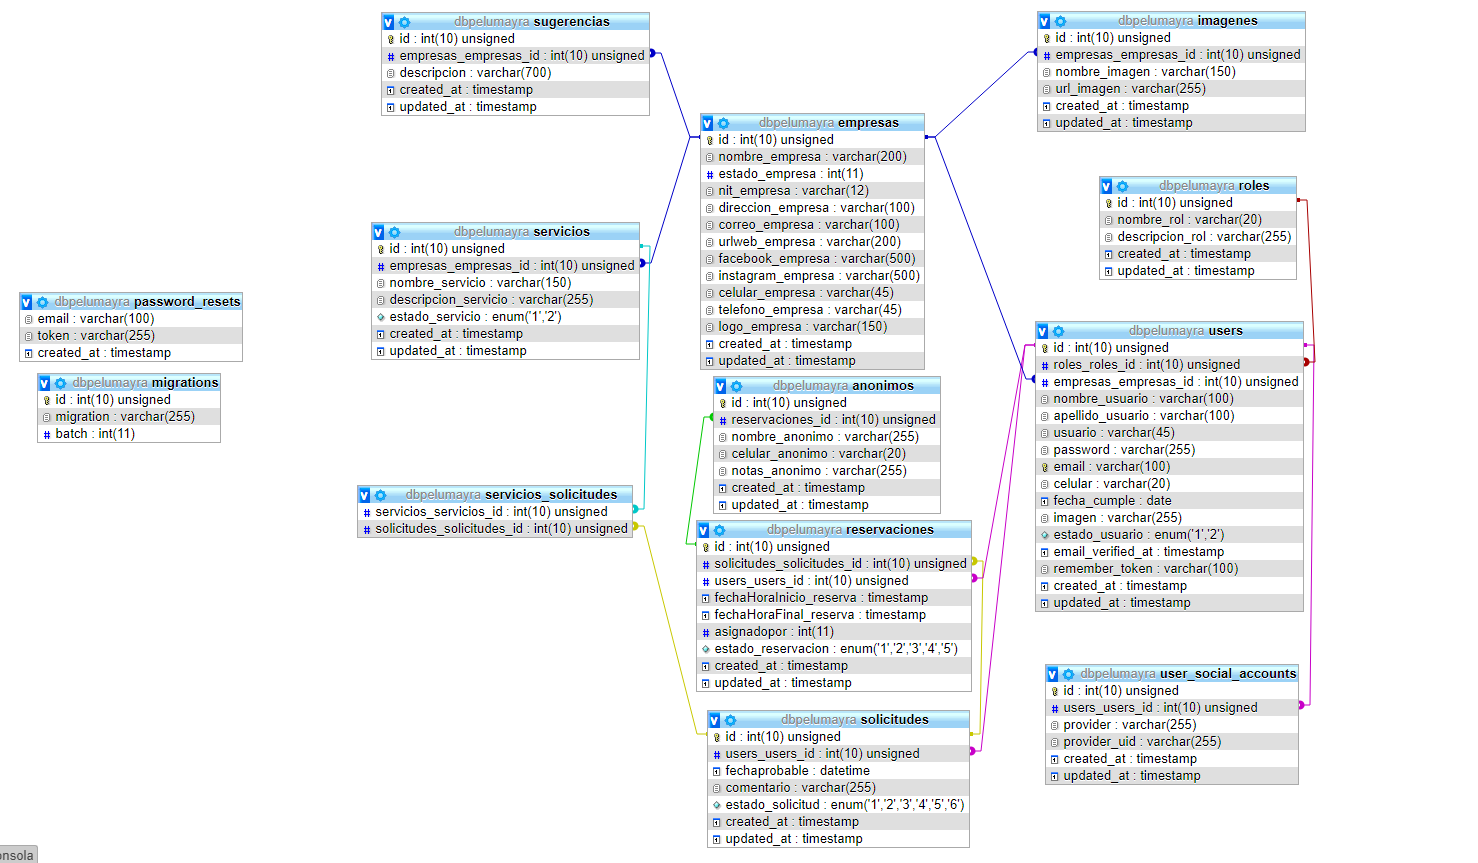 dbpelumayra sugerencias
id : int(10) unsigned
empresas_empresas_id : int(10) unsigned
descripcion : varchar(700)
created_at : timestamp
updated_at : timestamp
dbpelumayra imagenes
id : int(10) unsigned
empresas_empresas_id : int(10) unsigned
nombre_imagen : varchar(150)
url_imagen : varchar(255)
created_at : timestamp
updated_at : timestamp
dbpelumayra empresas
id : int(10) unsigned
nombre_empresa : varchar(200)
estado_empresa : int(11)
nit_empresa : varchar(12)
direccion_empresa : varchar(100)
correo_empresa : varchar(100)
urlweb_empresa : varchar(200)
facebook_empresa : varchar(500)
instagram_empresa : varchar(500)
celular_empresa : varchar(45)
telefono_empresa : varchar(45)
logo_empresa : varchar(150)
created_at : timestamp
updated_at : timestamp
dbpelumayra roles
id : int(10) unsigned
nombre_rol : varchar(20)
descripcion_rol : varchar(255)
created_at : timestamp
updated_at : timestamp
dbpelumayra servicios
id : int(10) unsigned
empresas_empresas_id : int(10) unsigned
nombre_servicio : varchar(150)
descripcion_servicio : varchar(255)
estado_servicio : enum('1','2')
created_at : timestamp
updated_at : timestamp
dbpelumayra password_resets
email : varchar(100)
token : varchar(255)
created_at : timestamp
dbpelumayra migrations
id : int(10) unsigned
migration : varchar(255)
batch : int(11)
dbpelumayra users
id : int(10) unsigned
roles_roles_id : int(10) unsigned
empresas_empresas_id : int(10) unsigned
nombre_usuario : varchar(100)
apellido_usuario : varchar(100)
usuario : varchar(45)
password : varchar(255)
email : varchar(100)
celular : varchar(20)
fecha_cumple : date
imagen : varchar(255)
estado_usuario : enum('1','2')
email_verified_at : timestamp
remember_token : varchar(100)
created_at : timestamp
updated_at : timestamp
dbpelumayra anonimos
id : int(10) unsigned
reservaciones_id : int(10) unsigned
nombre_anonimo : varchar(255)
celular_anonimo : varchar(20)
notas_anonimo : varchar(255)
created_at : timestamp
updated_at : timestamp
dbpelumayra servicios_solicitudes
servicios_servicios_id : int(10) unsigned
solicitudes_solicitudes_id : int(10) unsigned
dbpelumayra reservaciones
id : int(10) unsigned
solicitudes_solicitudes_id : int(10) unsigned
users_users_id : int(10) unsigned
fechaHoraInicio_reserva : timestamp
fechaHoraFinal_reserva : timestamp
asignadopor : int(11)
estado_reservacion : enum('1','2','3','4','5')
created_at : timestamp
updated_at : timestamp
dbpelumayra user_social_accounts
id : int(10) unsigned
users_users_id : int(10) unsigned
provider : varchar(255)
provider_uid : varchar(255)
created_at : timestamp
updated_at : timestamp
dbpelumayra solicitudes
id : int(10) unsigned
users_users_id : int(10) unsigned
fechaprobable : datetime
comentario : varchar(255)
estado_solicitud : enum('1','2','3','4','5','6')
created_at : timestamp
updated_at : timestamp
onsola